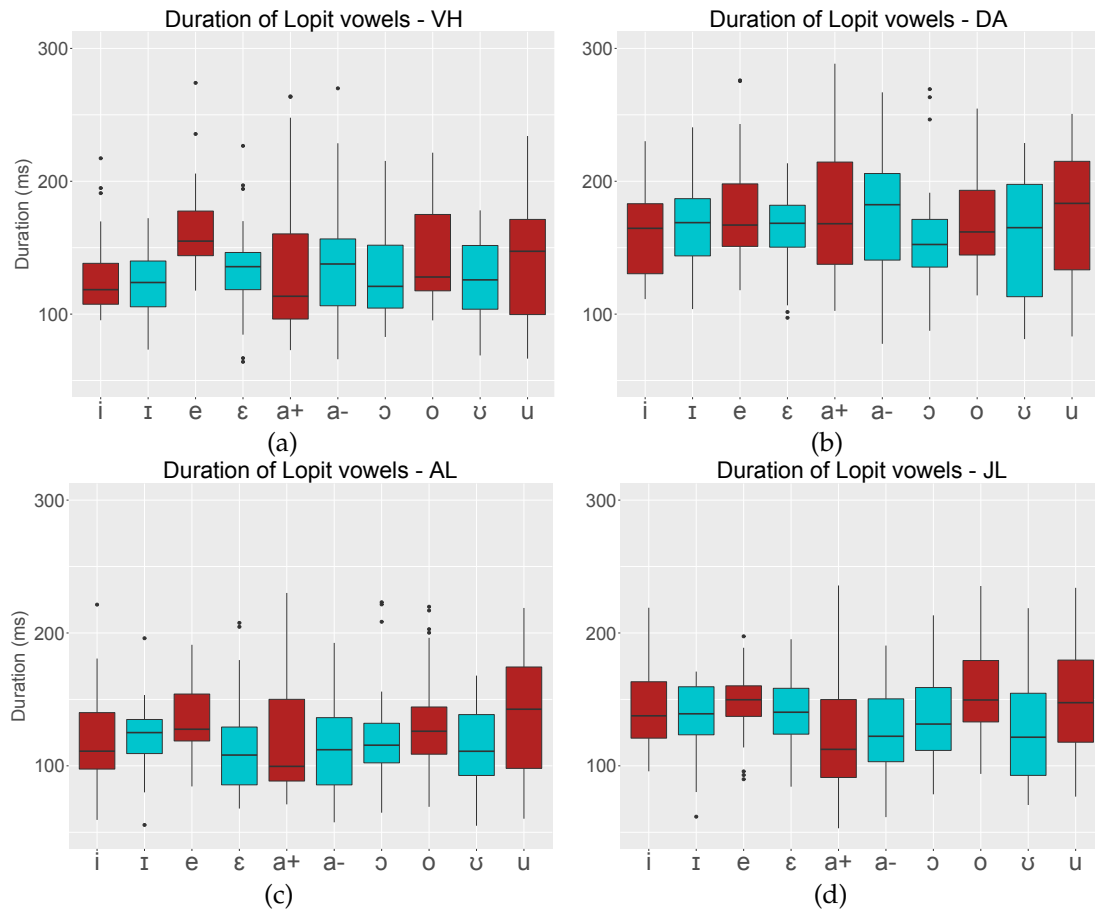 Duration of Lopit vowels - VH
Duration (ms)
300
200
100
i ɪ e ɛ a+ a- ɔ o ʊ u
(a)
Duration of Lopit vowels - DA
300
200
100
i ɪ e ɛ a+ a- ɔ o ʊ u
(b)
Duration of Lopit vowels - AL
Duration (ms)
300
200
100
i ɪ e ɛ a+ a- ɔ o ʊ u
(c)
Duration of Lopit vowels - JL
300
200
100
i ɪ e ɛ a+ a- ɔ o ʊ u
(d)